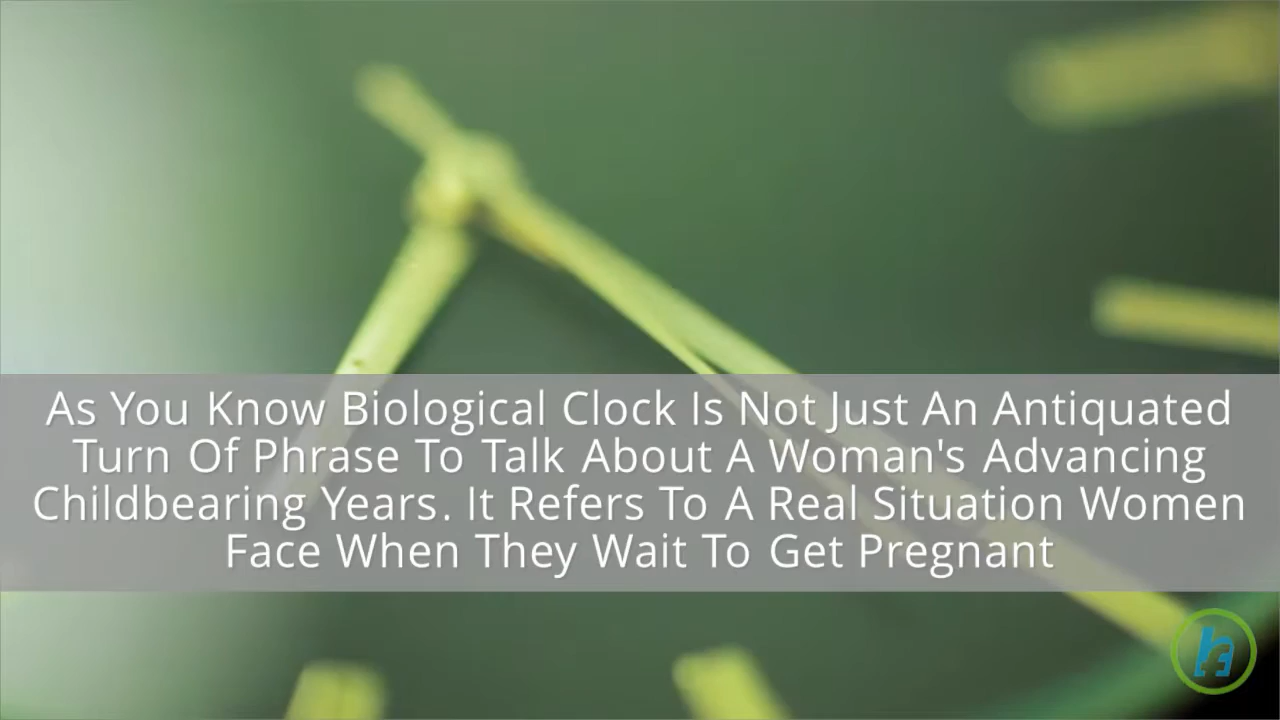 As You Know Biological Clock Is Not Just An Antiquated
Turn Of Phrase To Talk About A Woman's Advancing
Childbearing Years. It Refers To A Real Situation Women
Face When They Wait To Get Pregnant